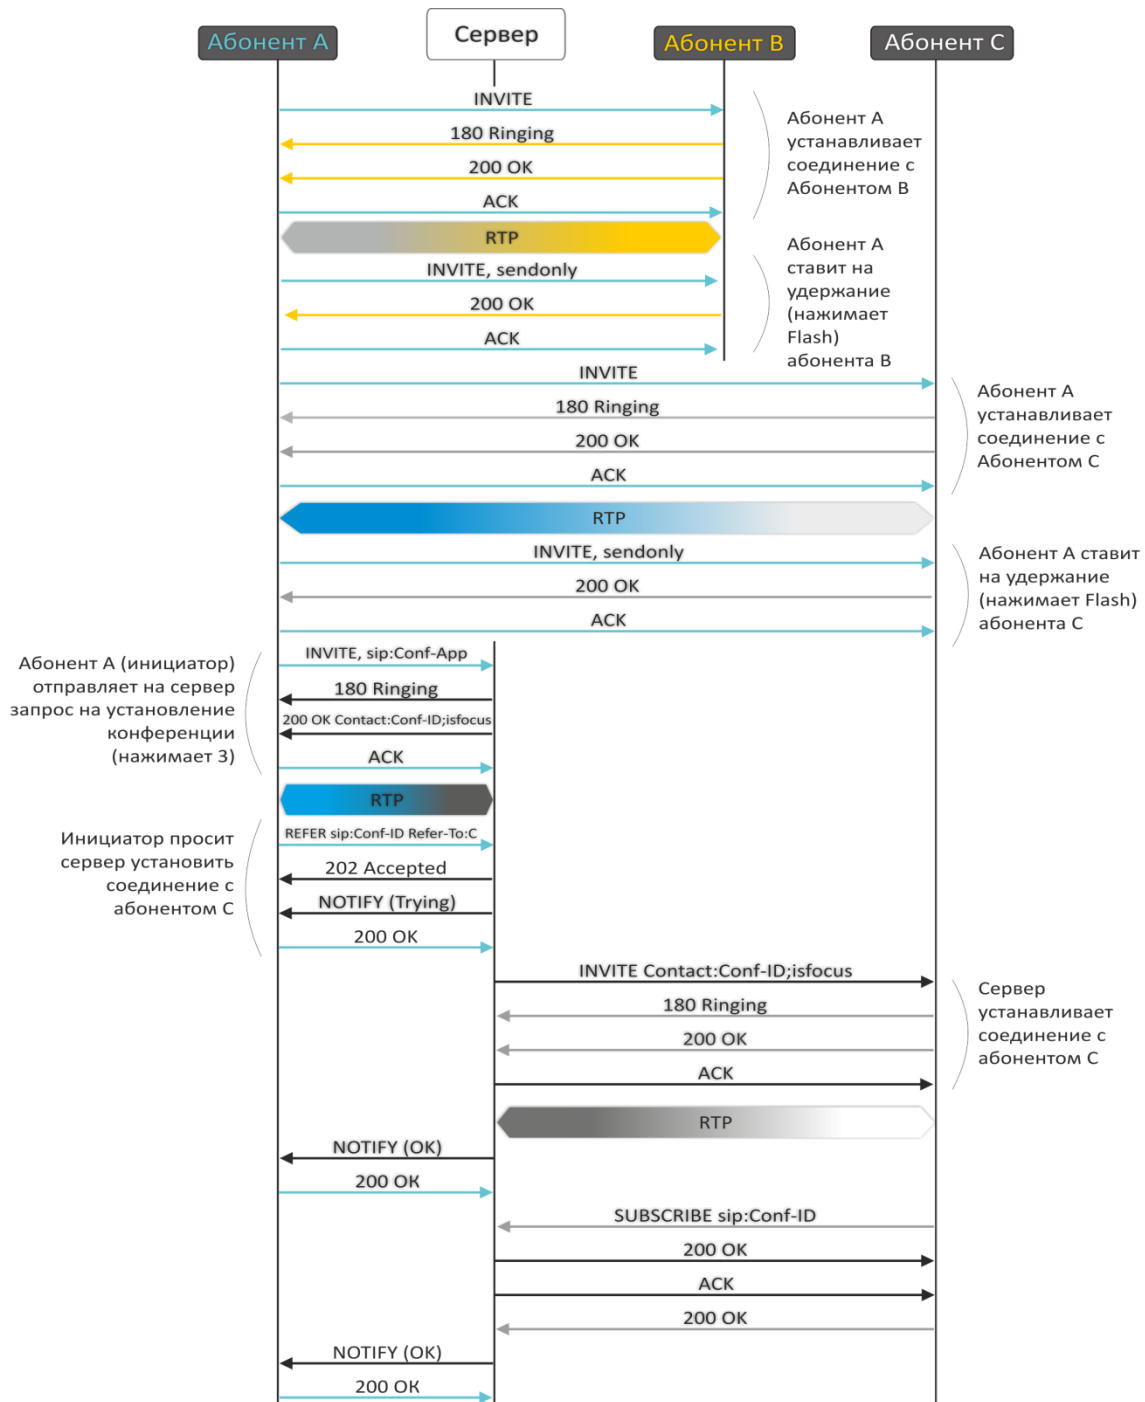 Абонент А
Сервер
Абонент В
Абонент С
INVITE
180 Ringing
200 OK
ACK
Абонент А
устанавливает
соединение с
Абонентом В
RTP
INVITE, sendonly
200 OK
ACK
Абонент А
ставит на
удержание
(нажимает
Flash)
абонента В
INVITE
180 Ringing
200 OK
ACK
Абонент А
устанавливает
соединение с
Абонентом С
RTP
INVITE, sendonly
200 OK
ACK
Абонент А ставит
на удержание
(нажимает Flash)
абонента С
Абонент А (инициатор)
отправляет на сервер
запрос на установление
конференции
(нажимает 3)
INVITE, sip:Conf-App
180 Ringing
200 OK Contact:Conf-ID;isfocus
ACK
RTP
Инициатор просит
сервер установить
соединение с
абонентом С
REFER sip:Conf-ID Refer-To:C
202 Accepted
NOTIFY (Trying)
200 OK
INVITE Contact:Conf-ID;isfocus
180 Ringing
200 OK
ACK
Сервер
устанавливает
соединение с
абонентом С
RTP
NOTIFY (OK)
200 OK
SUBSCRIBE sip:Conf-ID
200 OK
ACK
200 OK
NOTIFY (OK)
200 OK